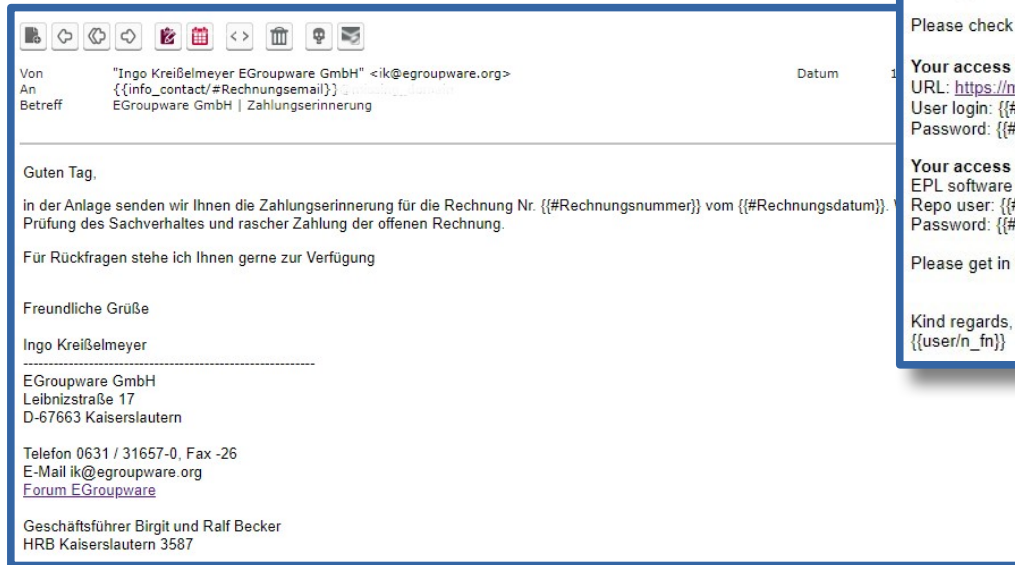 Von "Ingo Kreißelmeyer EGroupware GmbH" <ik@egroupware.org> Datum
An {{info_contact/#Rechnungsemail}}
Betreff EGroupware GmbH | Zahlungserinnerung
Guten Tag,
in der Anlage senden wir Ihnen die Zahlungserinnerung für die Rechnung Nr. {{#Rechnungsnummer}} vom {{#Rechnungsdatum}}.
Prüfung des Sachverhaltes und rascher Zahlung der offenen Rechnung.
Für Rückfragen stehe ich Ihnen gerne zur Verfügung
Freundliche Grüße
Ingo Kreißelmeyer
------------------------------------------------------------
EGroupware GmbH
Leibnizstraße 17
D-67663 Kaiserslautern
Telefon 0631 / 31657-0, Fax -26
E-Mail ik@egroupware.org
Forum EGroupware
Geschäftsführer Birgit und Ralf Becker
HRB Kaiserslautern 3587
Please check
Your access
URL: https://
User login: {{#
Password: {{#
Your access
EPL software
Repo user: {{#
Password: {{#
Please get in
Kind regards,
{{user/n_fn}}